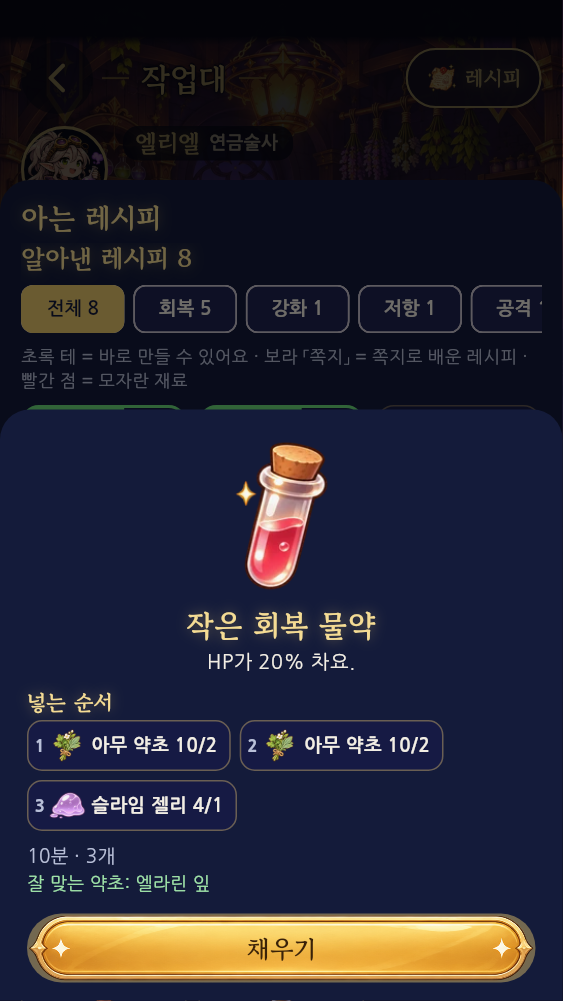 작업대
레시피
엘리엘 연금술사
아는 레시피
알아낸 레시피 8
전체 8
회복 5
강화 1
저항 1
공격
초록 테 = 바로 만들 수 있어요 · 보라 「쪽지」 = 쪽지로 배운 레시피 ·
빨간 점 = 모자란 재료
작은 회복 물약
HP가 20% 차요.
넣는 순서
1 아무 약초 10/2
2 아무 약초 10/2
3 슬라임 젤리 4/1
10분 · 3개
잘 맞는 약초: 엘라린 잎
채우기